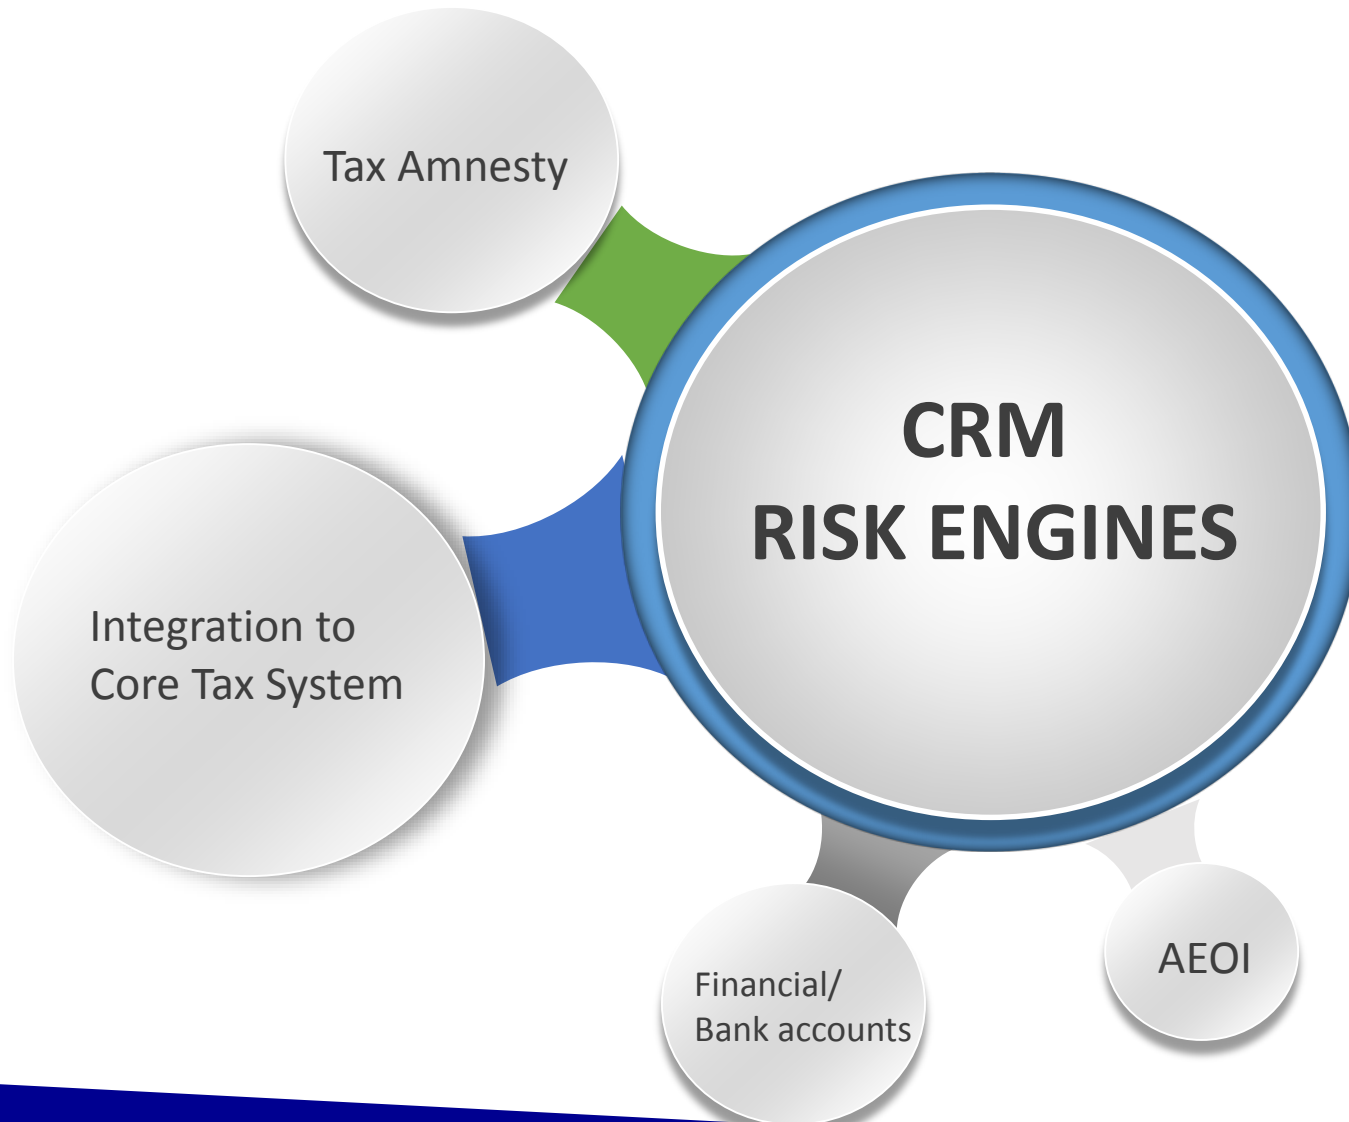 Tax Amnesty
CRM
RISK ENGINES
Integration to
Core Tax System
Financial/
Bank accounts
AEOI